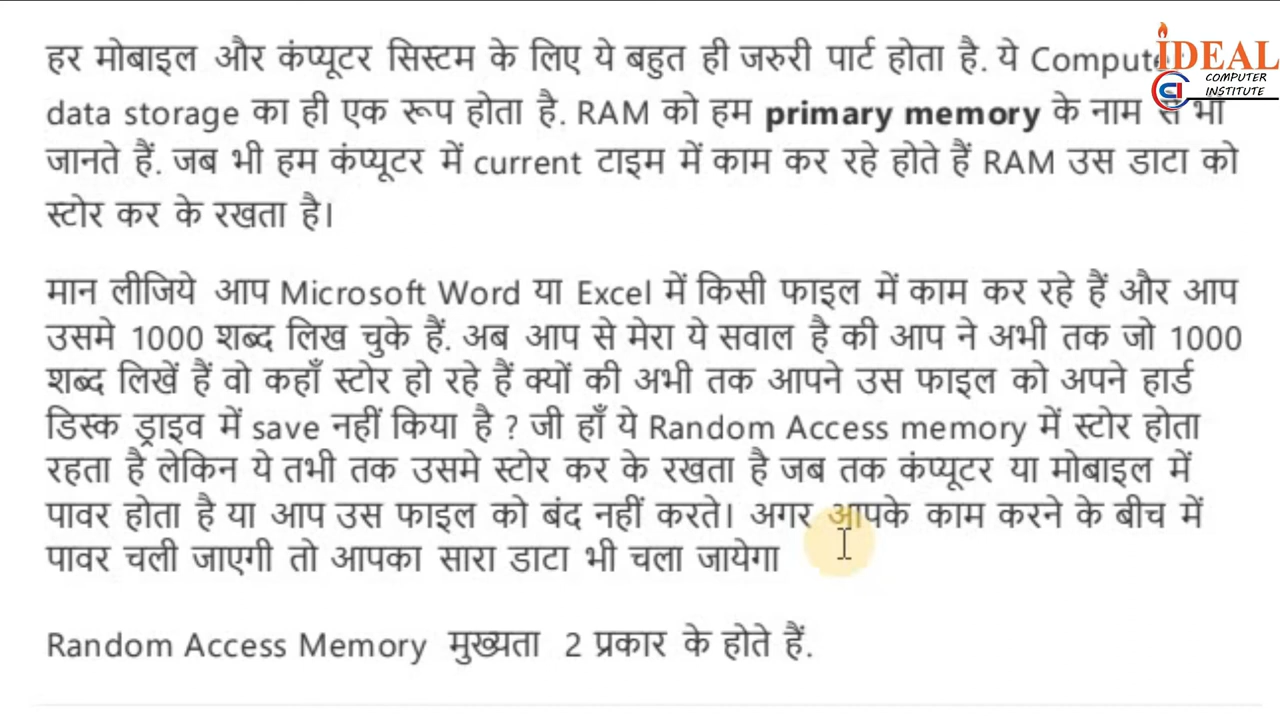 हर मोबाइल और कंप्यूटर सिस्टम के लिए ये बहुत ही जरुरी पार्ट होता है. ये Compute
data storage का ही एक रूप होता है. RAM को हम primary memory के नाम से भी
जानते हैं. जब भी हम कंप्यूटर में current टाइम में काम कर रहे होते हैं RAM उस डाटा को
स्टोर कर के रखता है।
मान लीजिये आप Microsoft Word या Excel में किसी फाइल में काम कर रहे हैं और आप
उसमे 1000 शब्द लिख चुके हैं. अब आप से मेरा ये सवाल है की आप ने अभी तक जो 1000
शब्द लिखें हैं वो कहाँ स्टोर हो रहे हैं क्यों की अभी तक आपने उस फाइल को अपने हार्ड
डिस्क ड्राइव में save नहीं किया है ? जी हाँ ये Random Access memory में स्टोर होता
रहता है लेकिन ये तभी तक उसमे स्टोर कर के रखता है जब तक कंप्यूटर या मोबाइल में
पावर होता है या आप उस फाइल को बंद नहीं करते। अगर आपके काम करने के बीच में
पावर चली जाएगी तो आपका सारा डाटा भी चला जायेगा
Random Access Memory मुख्यता 2 प्रकार के होते हैं.
IDEAL
COMPUTER
INSTITUTE